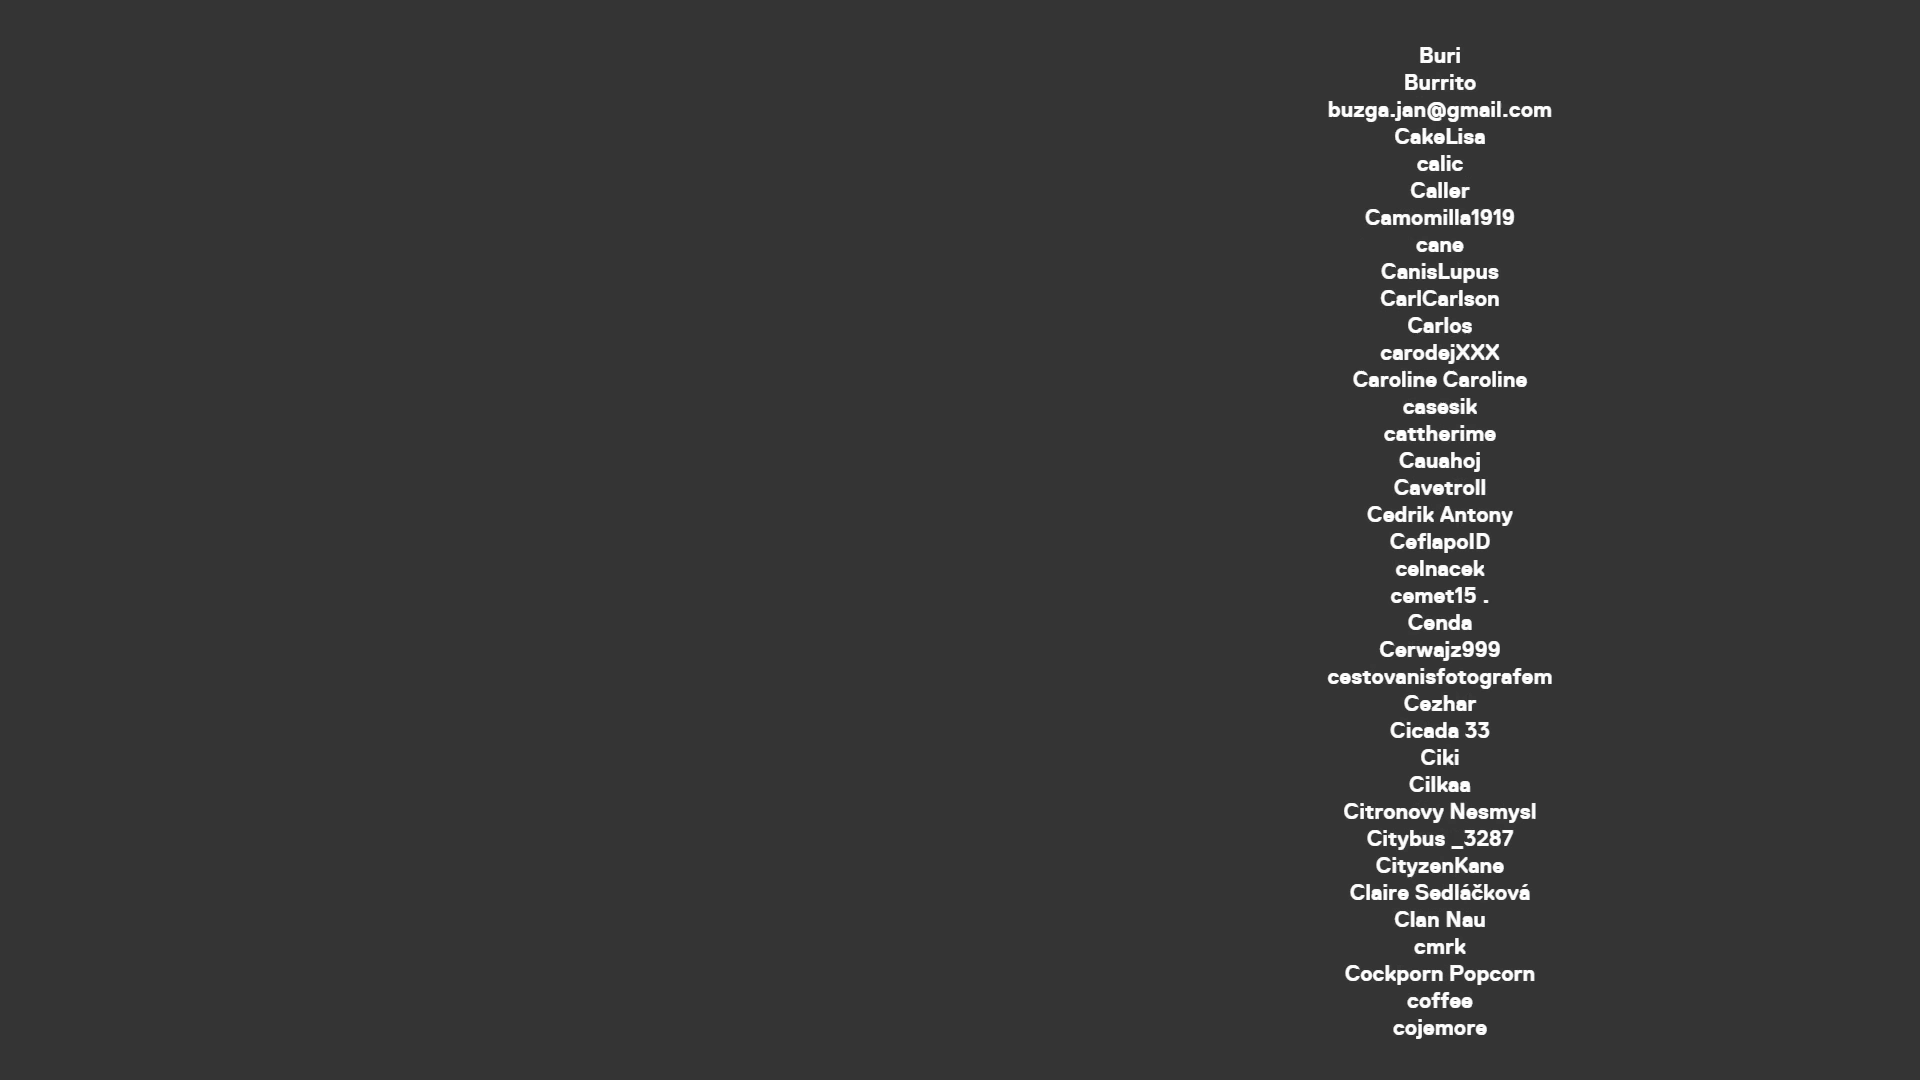 Buri
Burrito
buzga.jan@gmail.com
CakeLisa
calic
Caller
Camomilla1919
cane
CanisLupus
CarlCarlson
Carlos
carodejXXX
Caroline Caroline
casesik
cattherime
Cauahoj
Cavetroll
Cedrik Antony
CeflapolD
celnacek
cemet15 .
Cenda
Cerwajz999
cestovanisfotografem
Cezhar
Cicada 33
Ciki
Cilkaa
Citronovy Nesmysl
Citybus _3287
CityzenKane
Claire Sedláčková
Clan Nau
cmrk
Cockporn Popcorn
coffee
cojemore